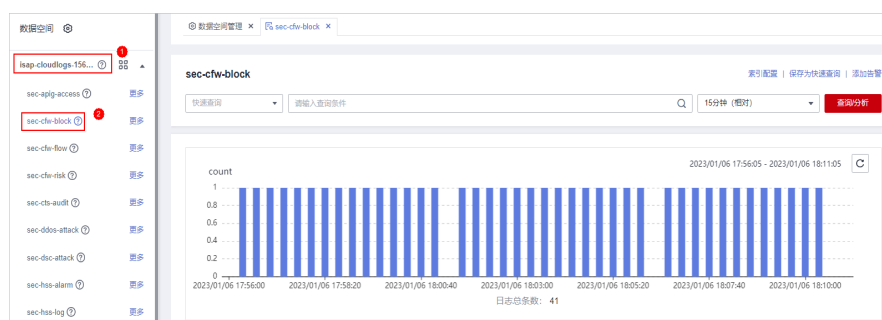 数据空间
isap-cloudlogs-156...
1
sec-apig-access 更多
sec-cfw-block 2 更多
sec-cfw-flow 更多
sec-cfw-risk 更多
sec-cts-audit 更多
sec-ddos-attack 更多
sec-dsc-attack 更多
sec-hss-alarm 更多
sec-hss-log 更多
数据空间管理 × sec-cfw-block ×
sec-cfw-block
索引配置 | 保存为快速查询 | 添加告警
快速查询 请输入查询条件 15分钟（相对） 查询/分析
2023/01/06 17:56:05 - 2023/01/06 18:11:05
count
1
0.8
0.6
0.4
0.2
0
2023/01/06 17:56:00 2023/01/06 17:58:20 2023/01/06 18:00:40 2023/01/06 18:03:00 2023/01/06 18:05:20 2023/01/06 18:07:40 2023/01/06 18:10:00
日志总条数： 41